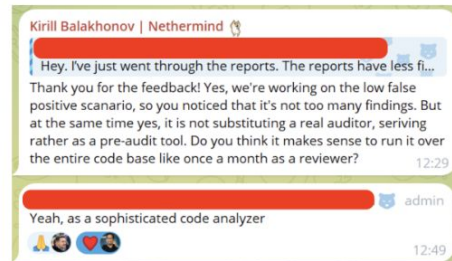 Kirill Balakhonov | Nethermind
Hey. I've just went through the reports. The reports have less fi...
Thank you for the feedback! Yes, we're working on the low false
positive scanario, so you noticed that it's not too many findings. But
at the same time yes, it is not substituting a real auditor, seriving
rather as a pre-audit tool. Do you think it makes sense to run it over
the entire code base like once a month as a reviewer?
12:29
admin
Yeah, as a sophisticated code analyzer
12:49